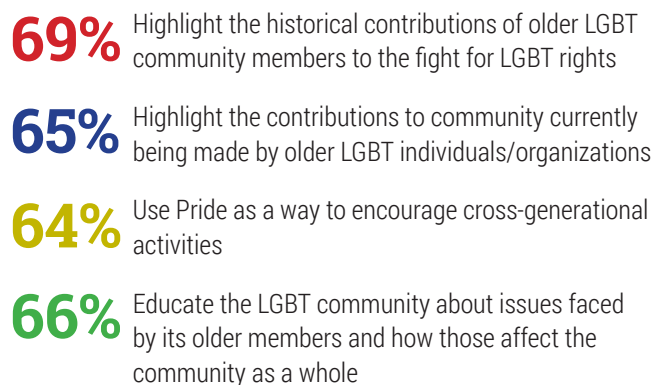 69% Highlight the historical contributions of older LGBT
community members to the fight for LGBT rights
65% Highlight the contributions to community currently
being made by older LGBT individuals/organizations
64% Use Pride as a way to encourage cross-generational
activities
66% Educate the LGBT community about issues faced
by its older members and how those affect the
community as a whole